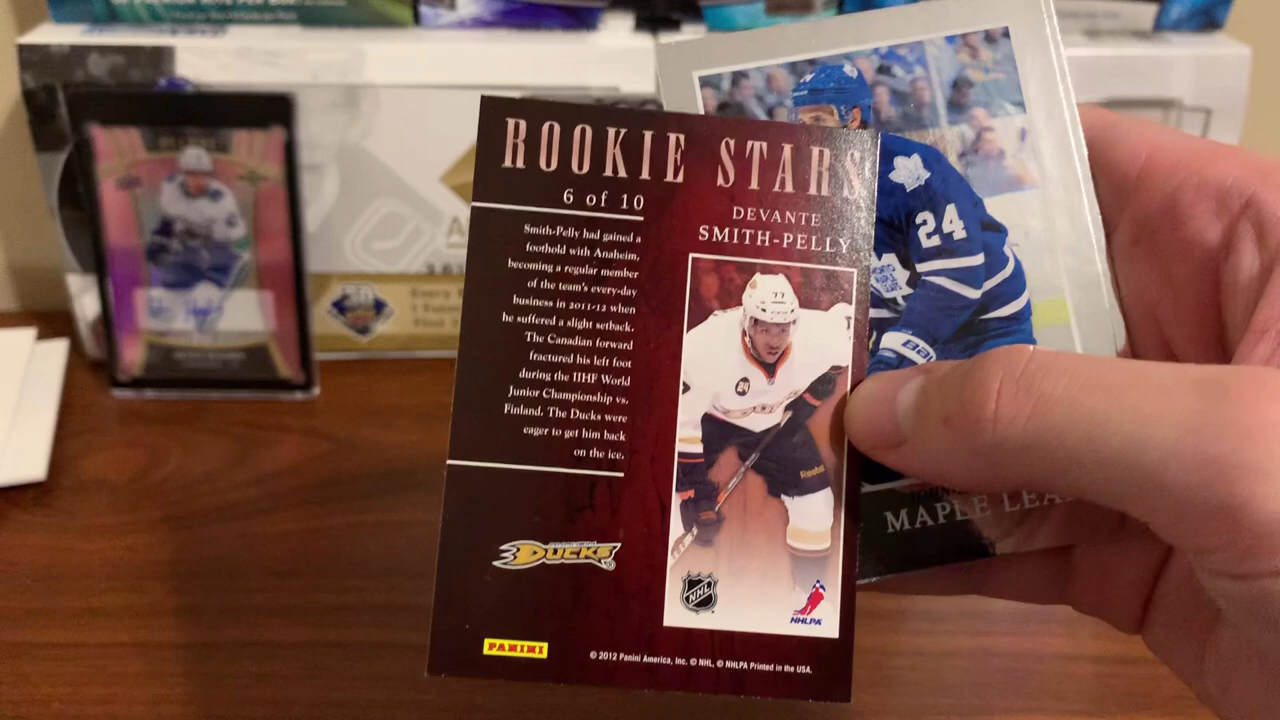 ROOKIE STARS
6 of 10
DEVANTE
SMITH-PELLY
Smith-Pelly had gained a
foothold with Anaheim,
becoming a regular member
of the team's every-day
business in 2011-12 when
he suffered a slight setback.
The Canadian forward
fractured his left foot
during the IIHF World
Junior Championship vs.
Finland. The Ducks were
eager to get him back
on the ice.
77
24
Reebok
DUCKS
NHL
NHLPA
PANINI
© 2012 Panini America, Inc. © NHL, © NHLPA Printed in the USA.
24
MAPLE LEA